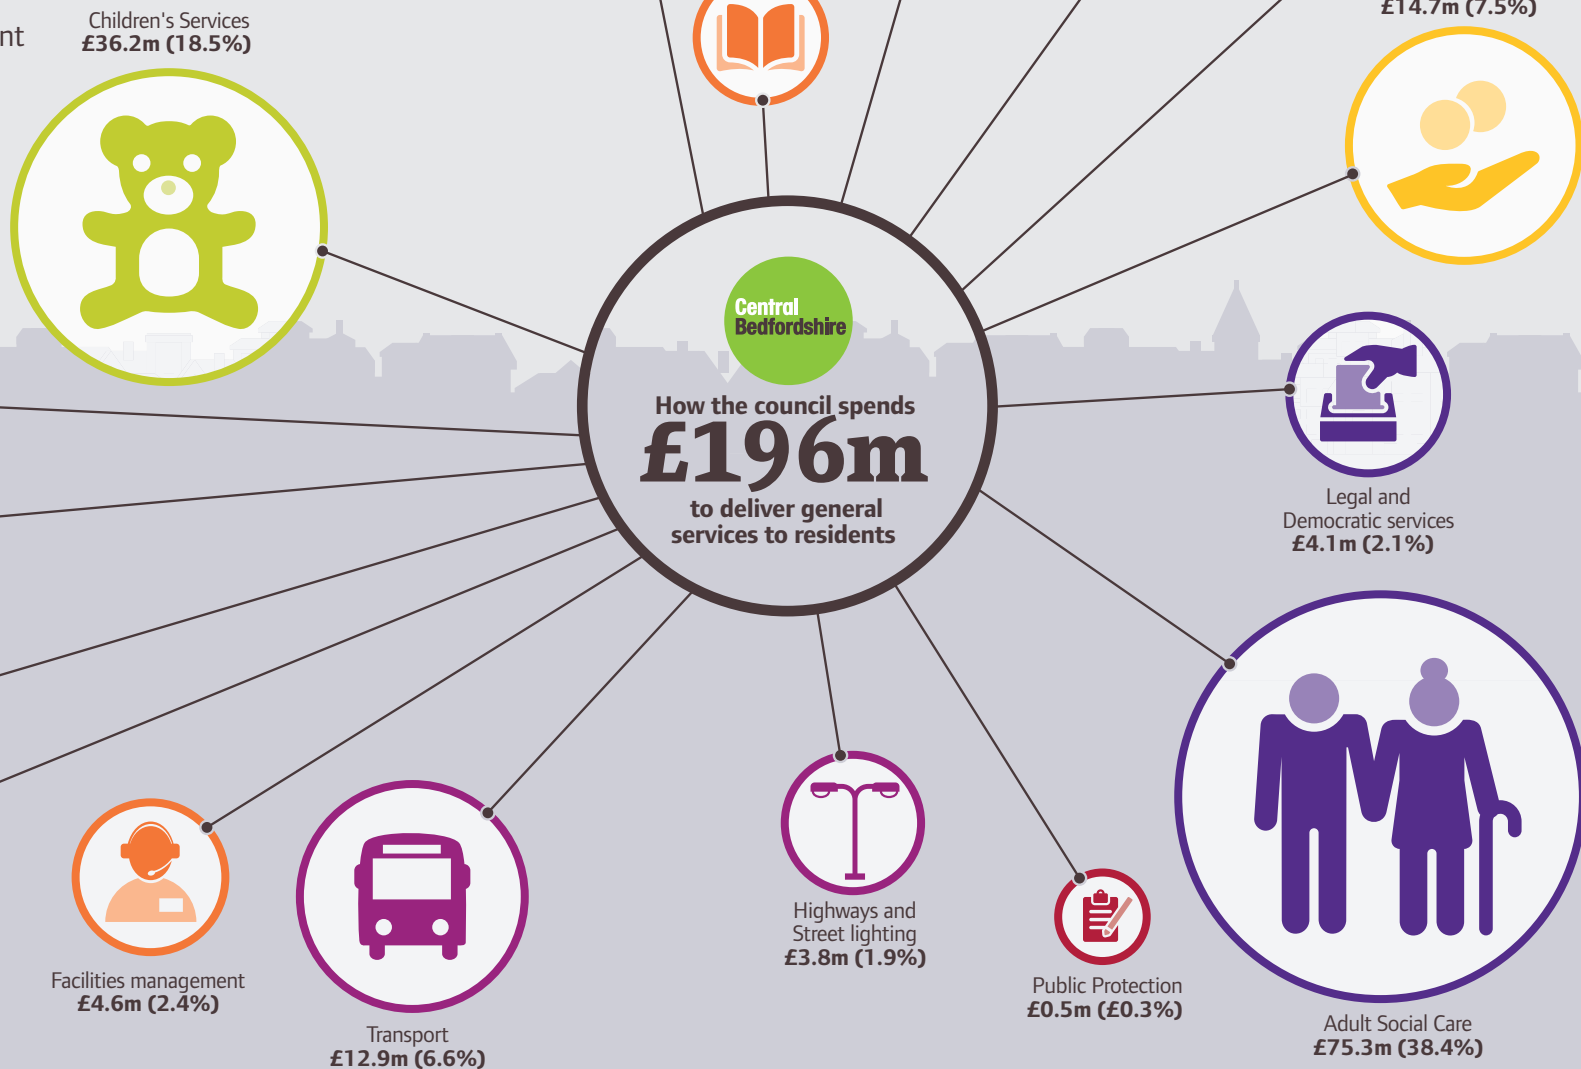 Children's Services
£36.2m (18.5%)
nt
£14.7m (7.5%)
Central
Bedfordshire
How the council spends
£196m
to deliver general
services to residents
Legal and
Democratic services
£4.1m (2.1%)
Facilities management
£4.6m (2.4%)
Transport
£12.9m (6.6%)
Highways and
Street lighting
£3.8m (1.9%)
Public Protection
£0.5m (£0.3%)
Adult Social Care
£75.3m (38.4%)